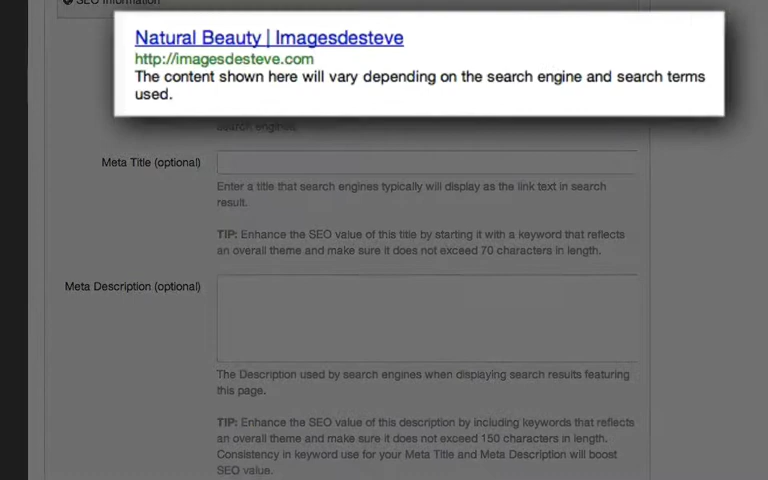 SEO Information
Natural Beauty | Imagesdesteve
http://imagesdesteve.com
The content shown here will vary depending on the search engine and search terms
used.
search engines.
Meta Title (optional)
Enter a title that search engines typically will display as the link text in search
result.
TIP: Enhance the SEO value of this title by starting it with a keyword that reflects
an overall theme and make sure it does not exceed 70 characters in length.
Meta Description (optional)
The Description used by search engines when displaying search results featuring
this page.
TIP: Enhance the SEO value of this description by including keywords that reflects
an overall theme and make sure it does not exceed 150 characters in length.
Consistency in keyword use for your Meta Title and Meta Description will boost
SEO value.